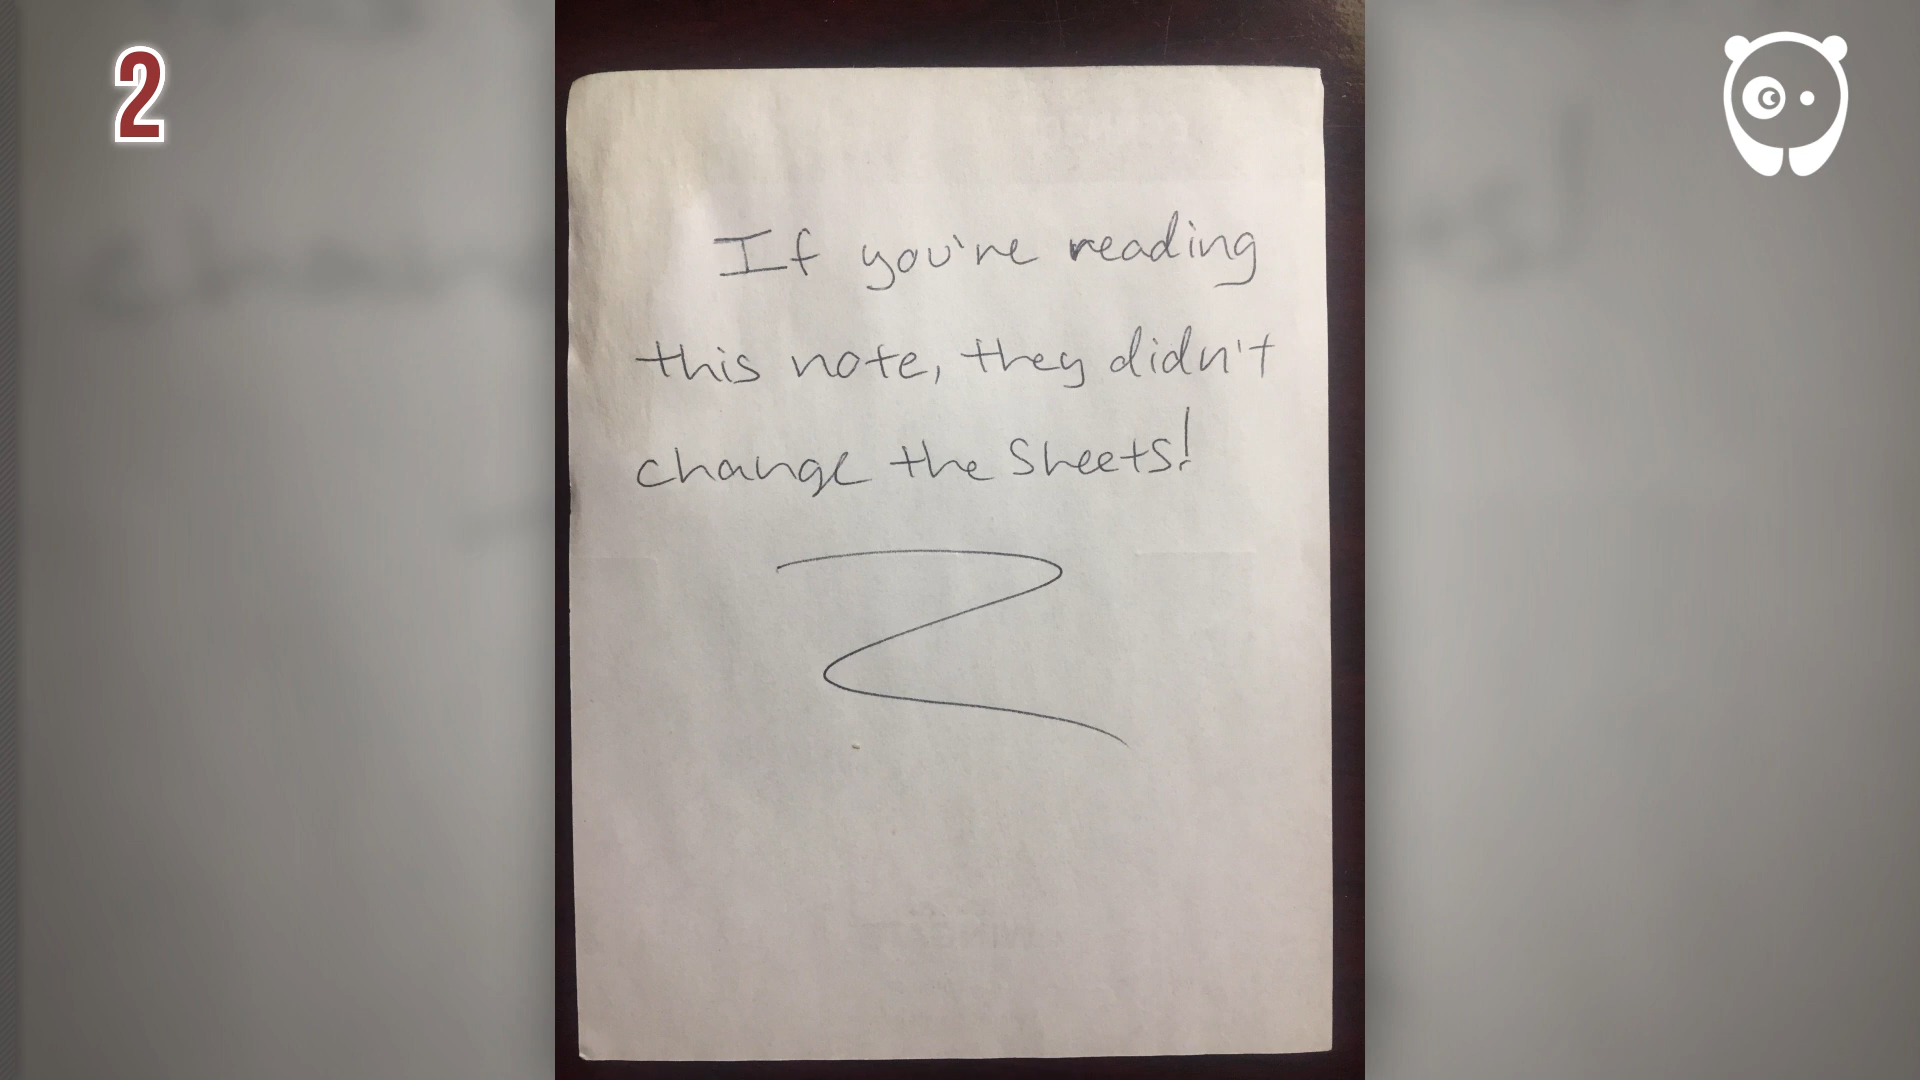 2
If you're reading
this note, they didn't
change the Sheets!